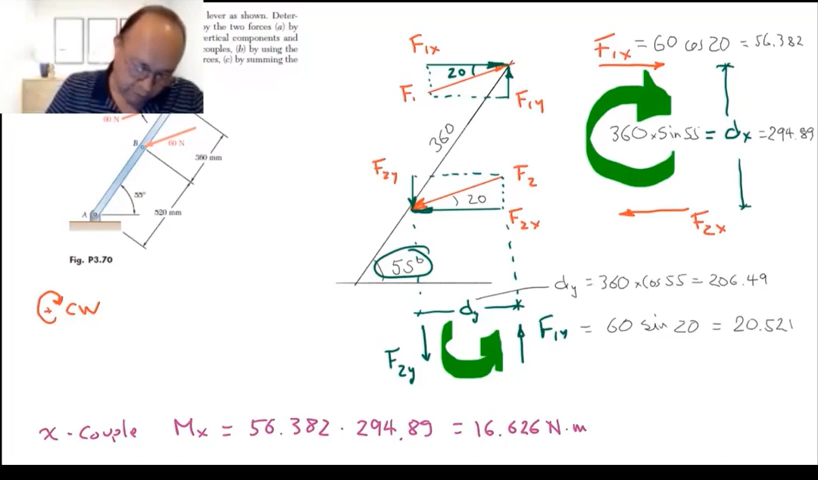 lever as shown. Deter-
y the two forces (a) by
ertical components and
couples, (b) by using the
rces, (c) by summing the
60 N
B
60 N
360 mm
55°
A
520 mm
Fig. P3.70
CW
F1x
20
F1
F1y
360
F2y
F2
20
F2x
55°
dy
F2y
F1y = 60 sin 20 = 20.521
dy = 360 x Cos 55 = 206.49
F1x = 60 cos 20 = 56.382
360 x Sin 55 = dx = 294.89
F2x
x - Couple Mx = 56.382 · 294.89 = 16.626 N·m